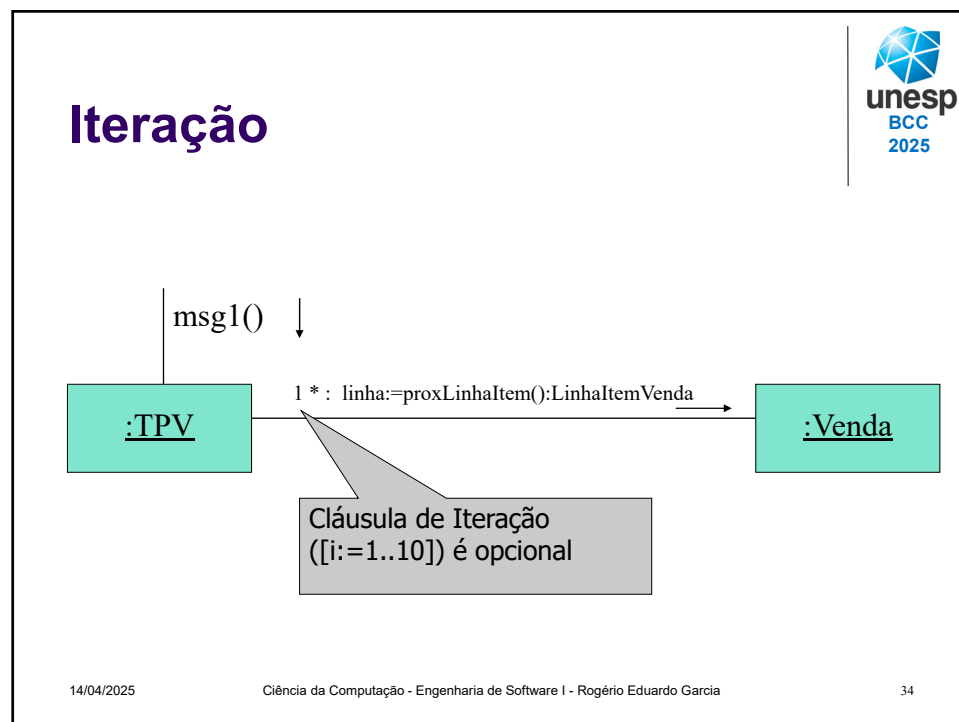 unesp
BCC
2025
Iteração
msg1()
1 * : linha:=proxLinhaItem():LinhaItemVenda
:TPV
:Venda
Cláusula de Iteração
([i:=1..10]) é opcional
14/04/2025
Ciência da Computação - Engenharia de Software I - Rogério Eduardo Garcia
34